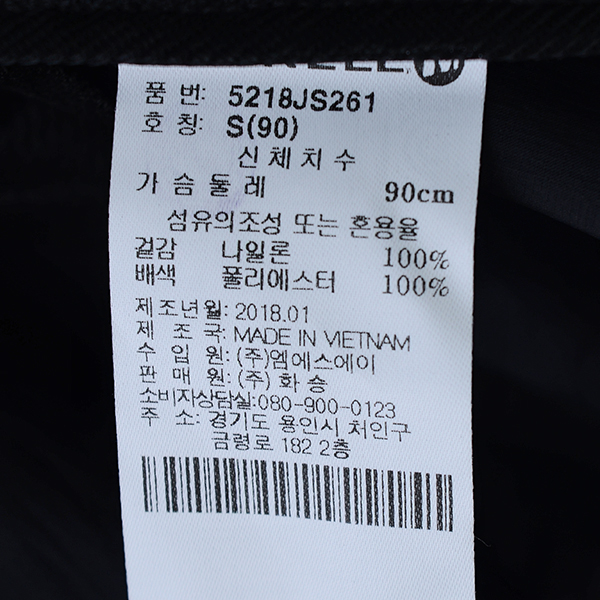 품 번: 5218JS261
호 칭: S(90)
신체치수
가슴둘레 90cm
섬유의조성 또는 혼용율
겉감 나일론 100%
배색 폴리에스터 100%
제조년월: 2018.01
제 조 국: MADE IN VIETNAM
수 입 원: (주)엠에스에이
판 매 원: (주) 화 승
소비자상담실: 080-900-0123
주 소: 경기도 용인시 처인구
금령로 182 2층